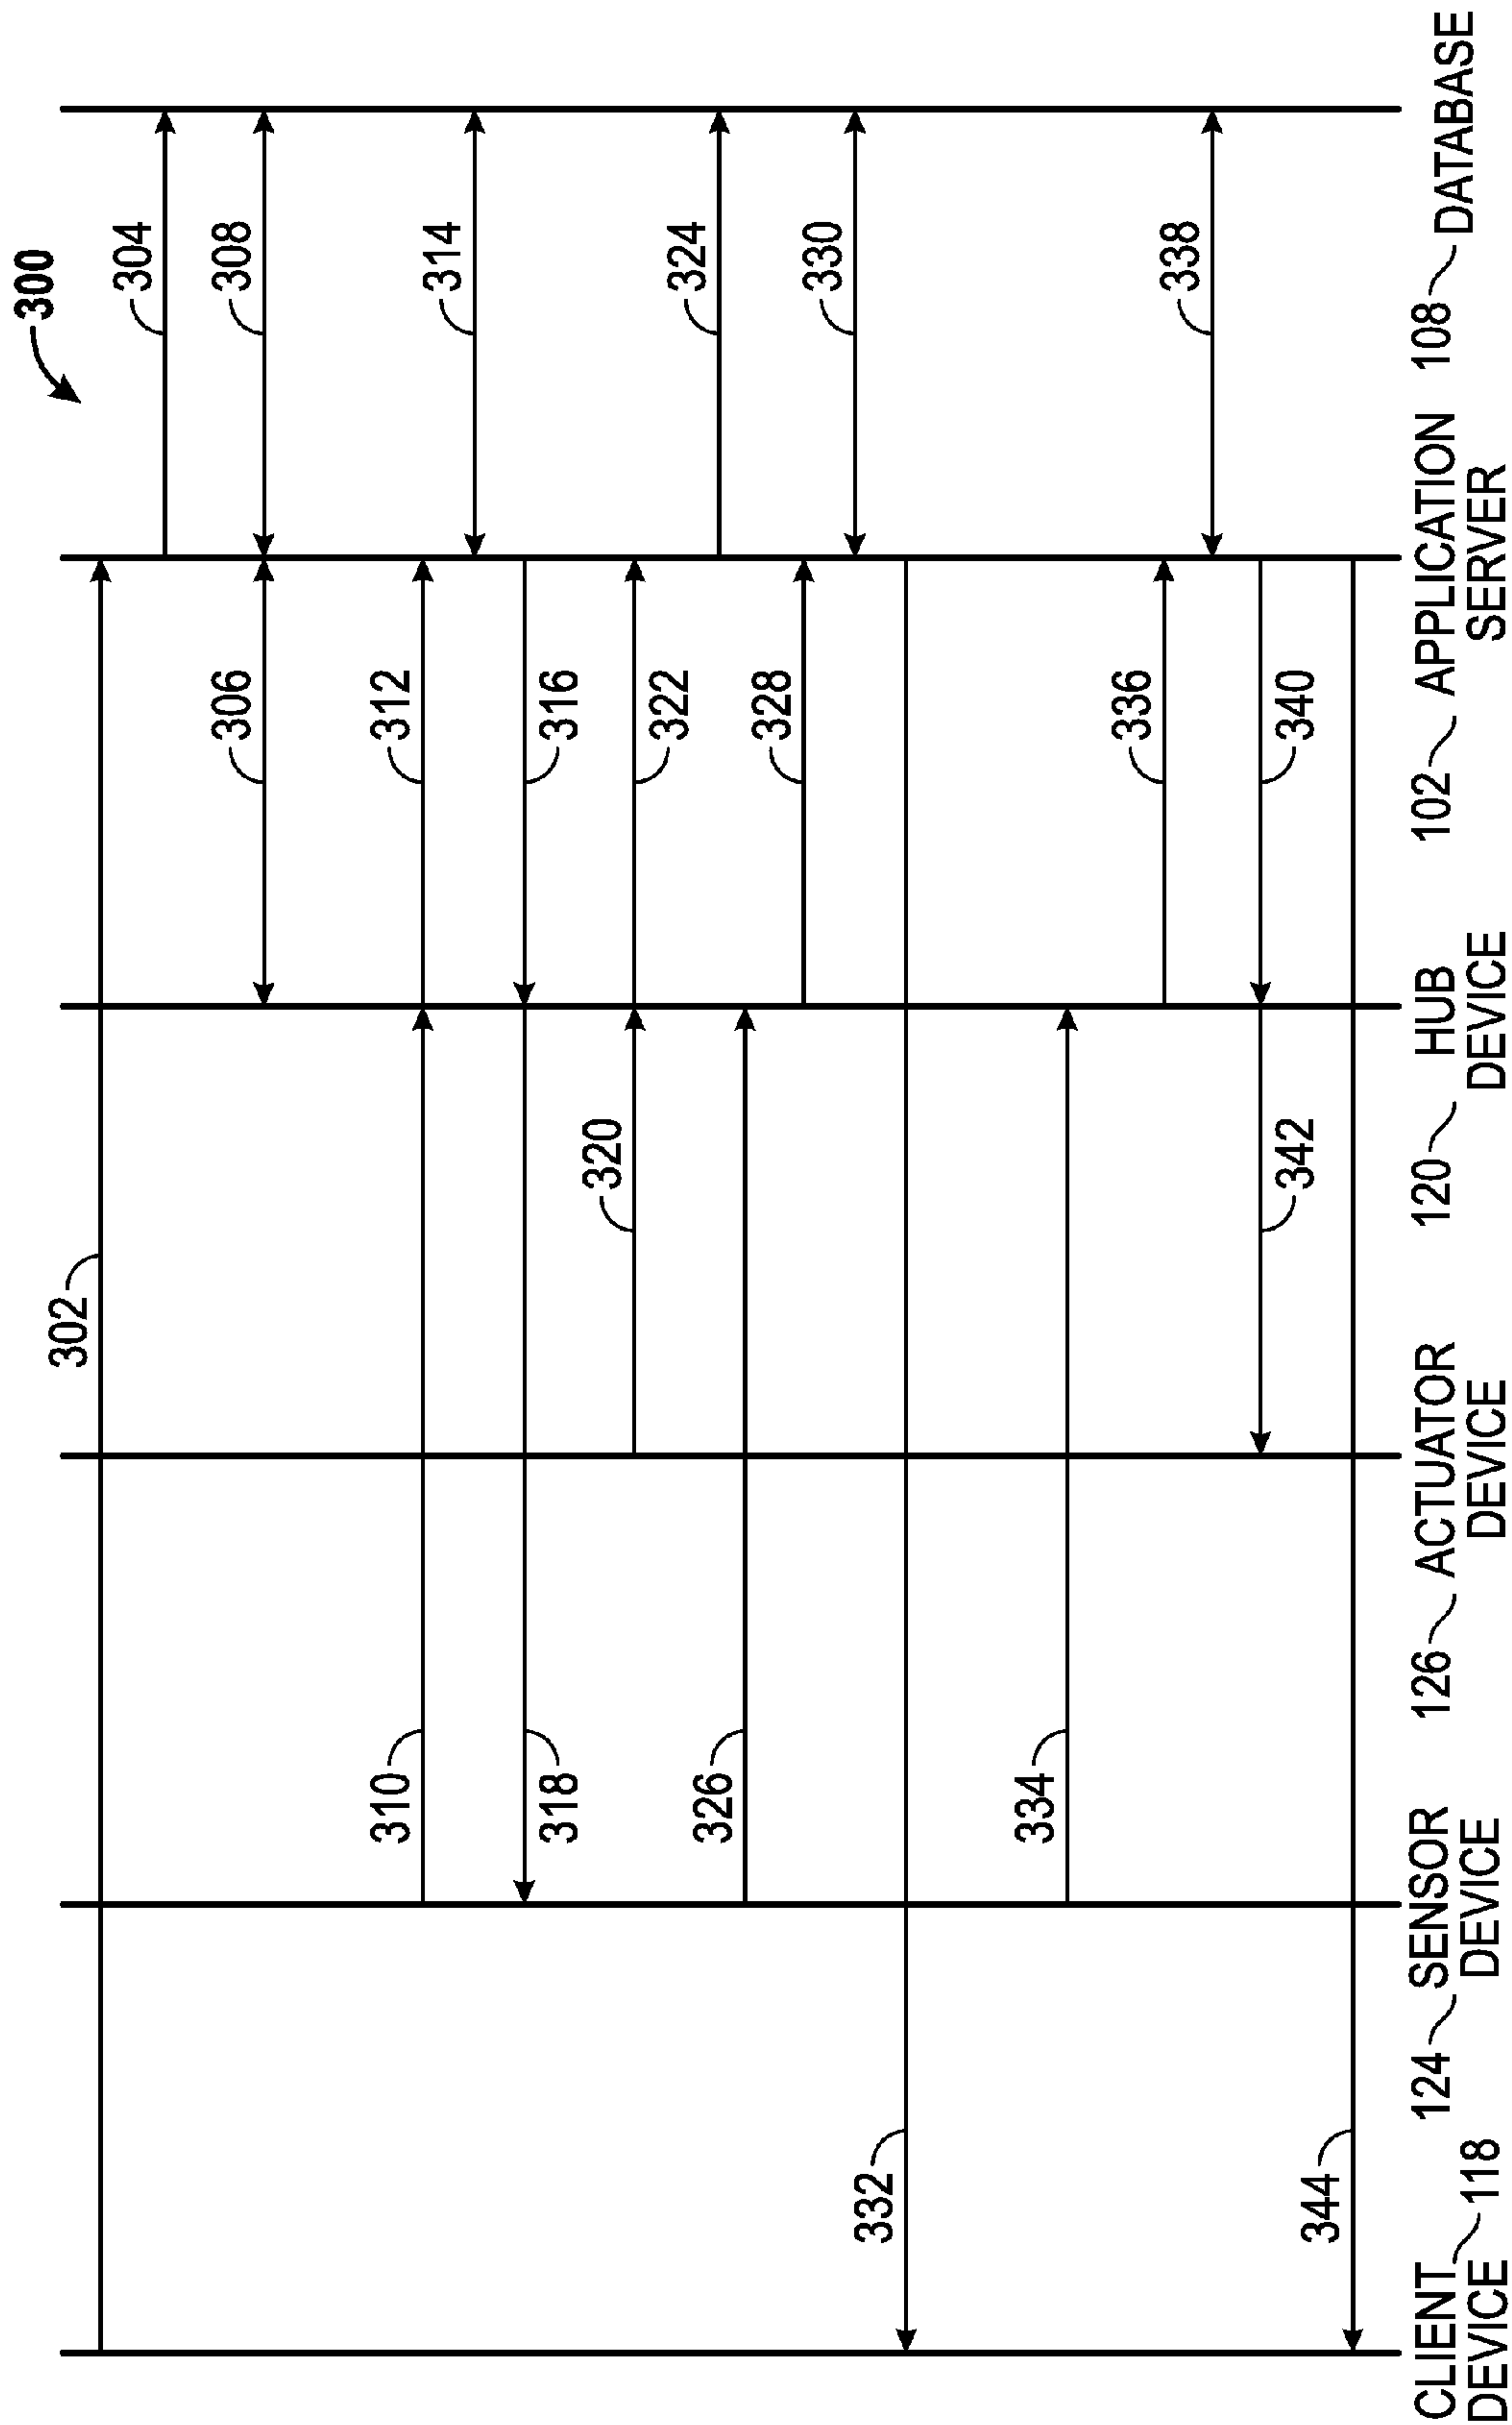 300
302
304
306
308
310
312
314
316
318
320
322
324
326
328
330
332
334
336
338
340
342
344
CLIENT
DEVICE 118
124 SENSOR
DEVICE
126 ACTUATOR
DEVICE
120 HUB
DEVICE
102 APPLICATION
SERVER
108 DATABASE